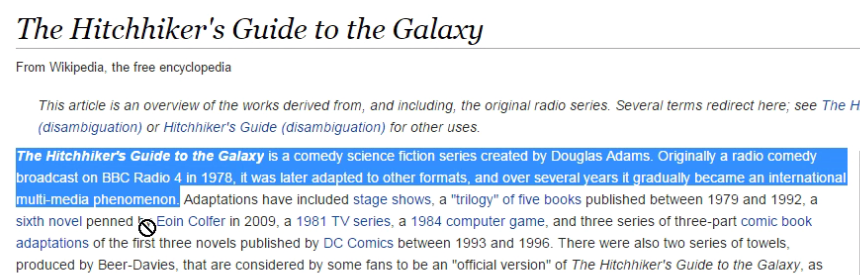 The Hitchhiker's Guide to the Galaxy
From Wikipedia, the free encyclopedia
This article is an overview of the works derived from, and including, the original radio series. Several terms redirect here; see The H
(disambiguation) or Hitchhiker's Guide (disambiguation) for other uses.
The Hitchhiker's Guide to the Galaxy is a comedy science fiction series created by Douglas Adams. Originally a radio comedy
broadcast on BBC Radio 4 in 1978, it was later adapted to other formats, and over several years it gradually became an international
multi-media phenomenon. Adaptations have included stage shows, a "trilogy" of five books published between 1979 and 1992, a
sixth novel penned by Eoin Colfer in 2009, a 1981 TV series, a 1984 computer game, and three series of three-part comic book
adaptations of the first three novels published by DC Comics between 1993 and 1996. There were also two series of towels,
produced by Beer-Davies, that are considered by some fans to be an "official version" of The Hitchhiker's Guide to the Galaxy, as